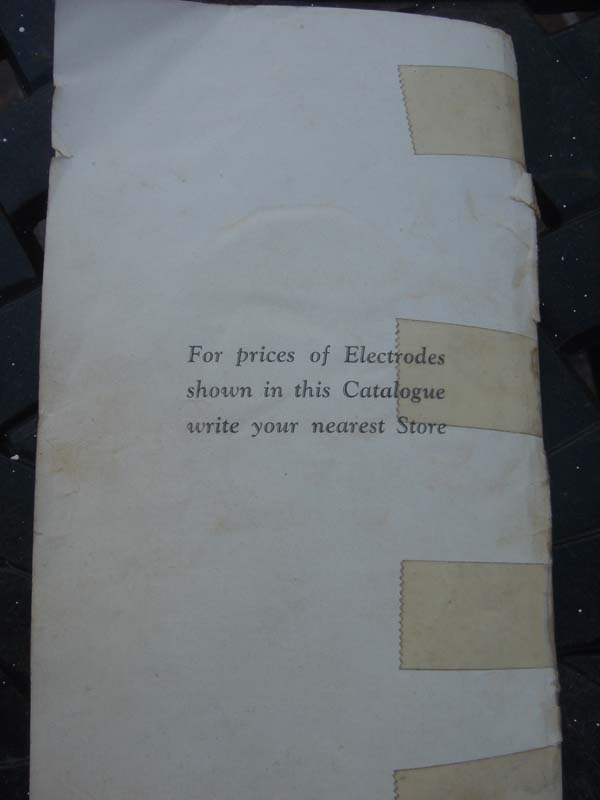 For prices of Electrodes
shown in this Catalogue
write your nearest Store